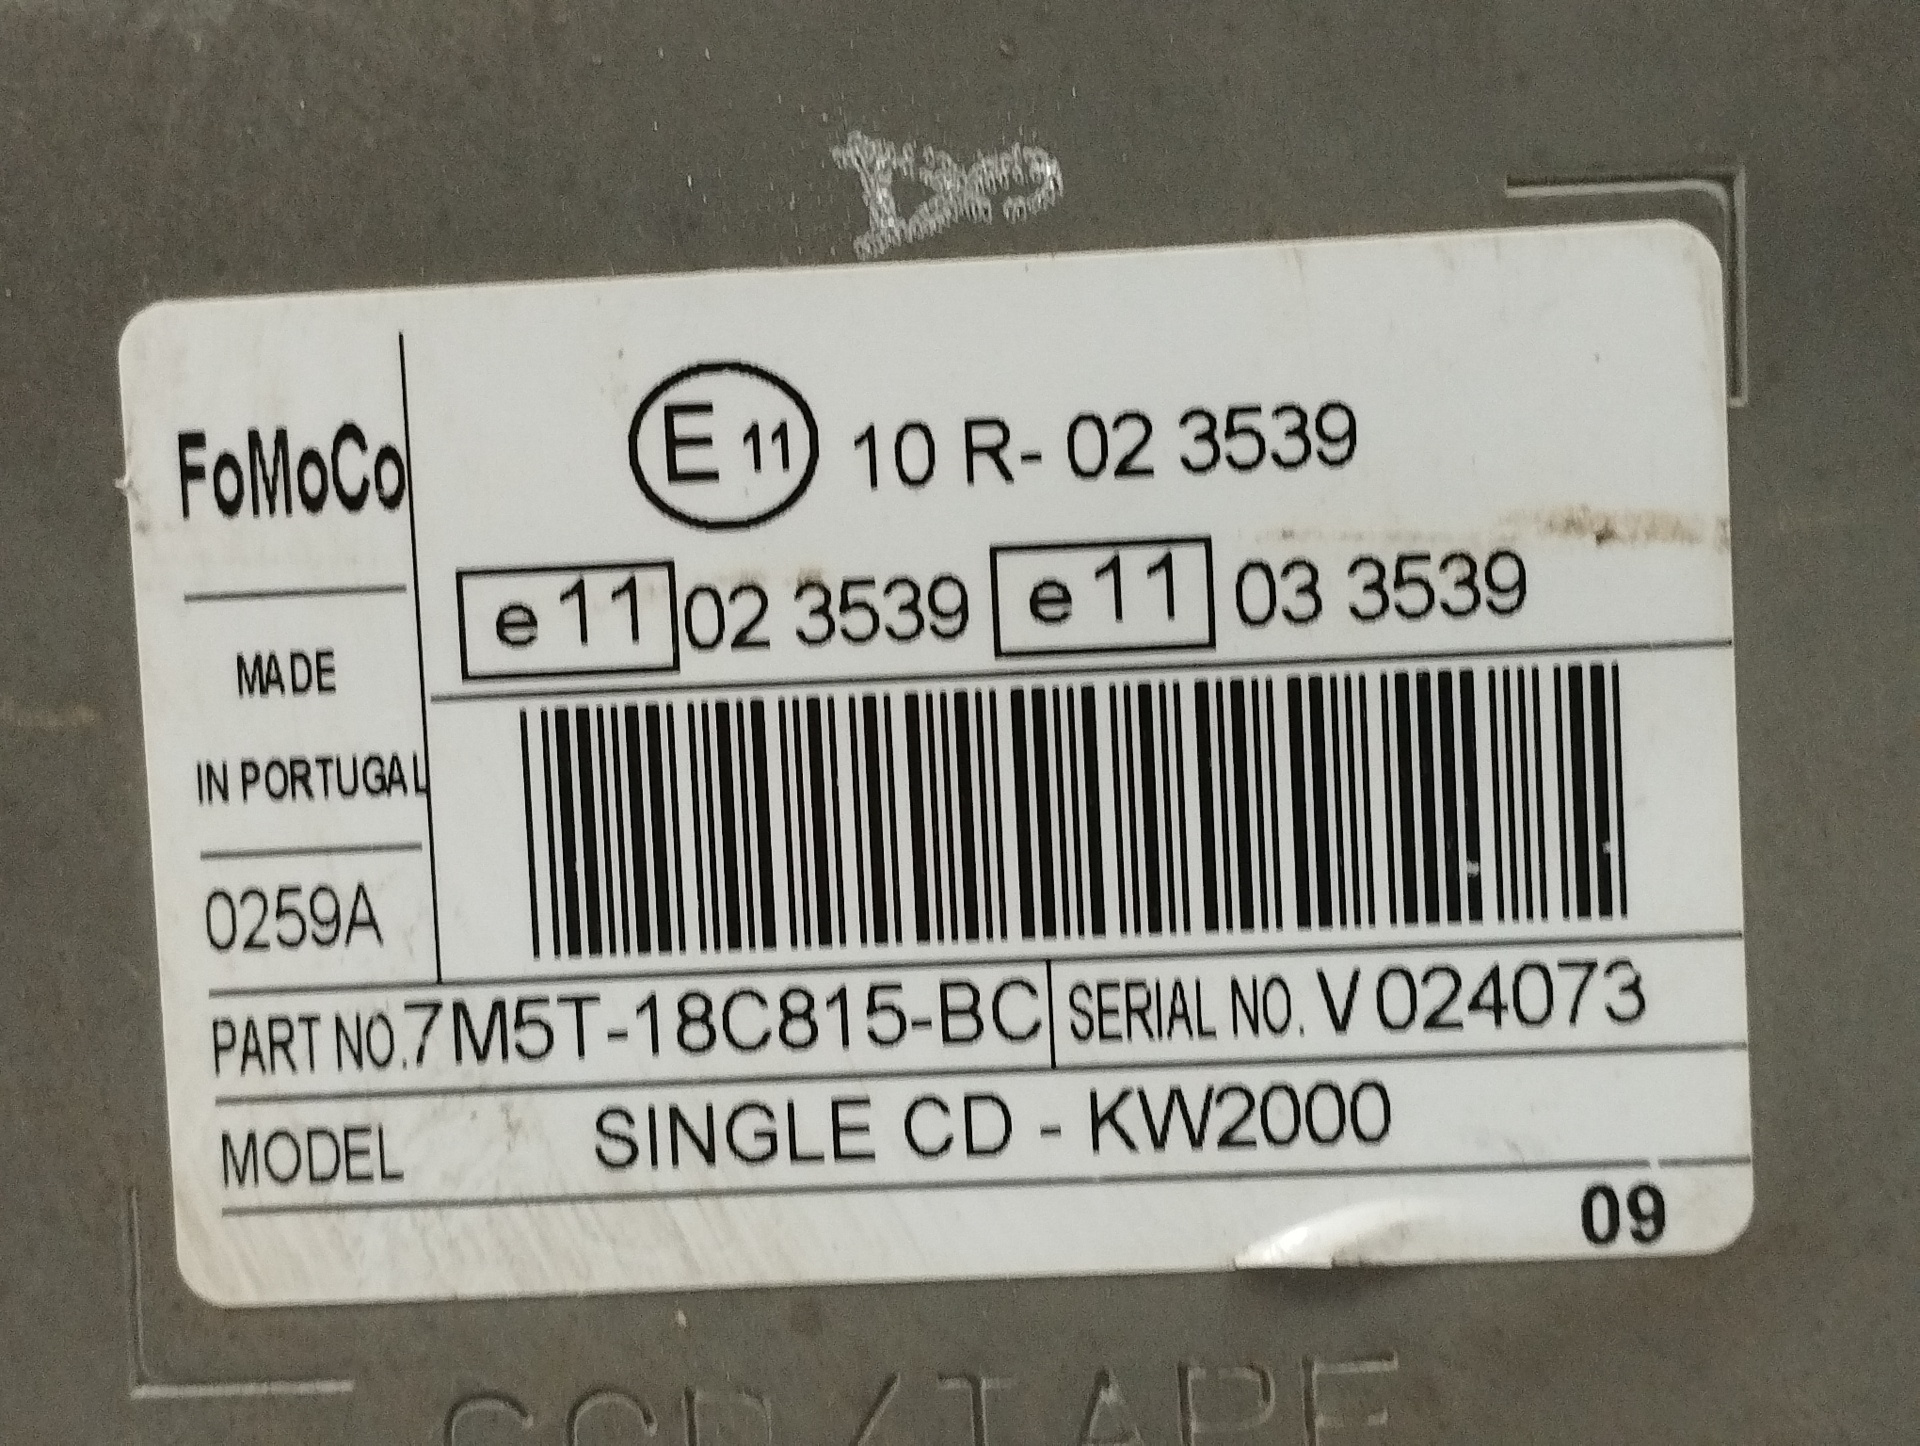 FoMoCo
E 11 10 R- 02 3539
e 11 02 3539 e 11 03 3539
MADE
IN PORTUGAL
0259A
PART NO. 7M5T-18C815-BC SERIAL NO. V 024073
MODEL SINGLE CD - KW2000
09